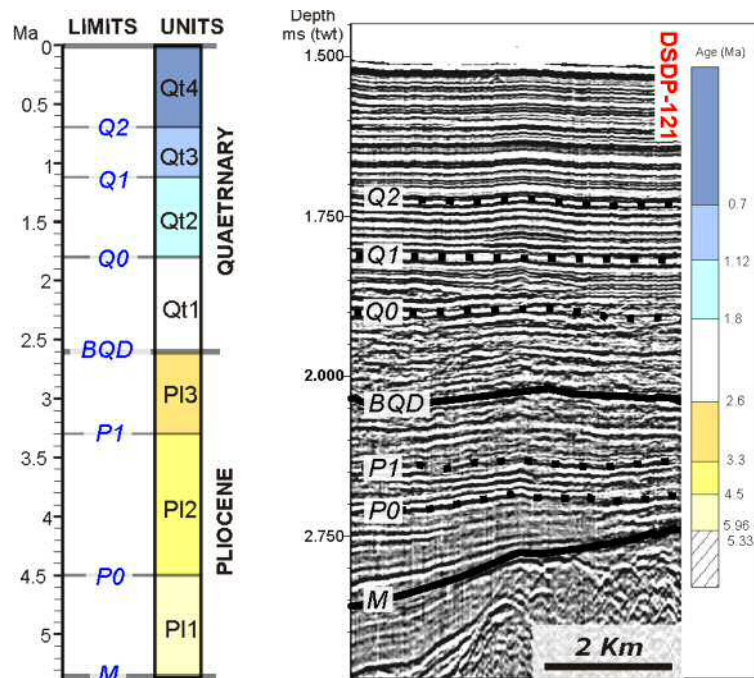 Ma
LIMITS
UNITS
0
0.5
1
1.5
2
2.5
3
3.5
4
4.5
5
Q2
Q1
Q0
BQD
P1
P0
M
Qt4
Qt3
Qt2
Qt1
Pl3
Pl2
Pl1
QUAETRNARY
PLIOCENE
Depth
ms (twt)
1.500
1.750
2.000
2.750
Q2
Q1
Q0
BQD
P1
P0
M
2 Km
DSDP-121
Age (Ma)
0.7
1.12
1.8
2.6
3.3
4.5
5.96
5.33